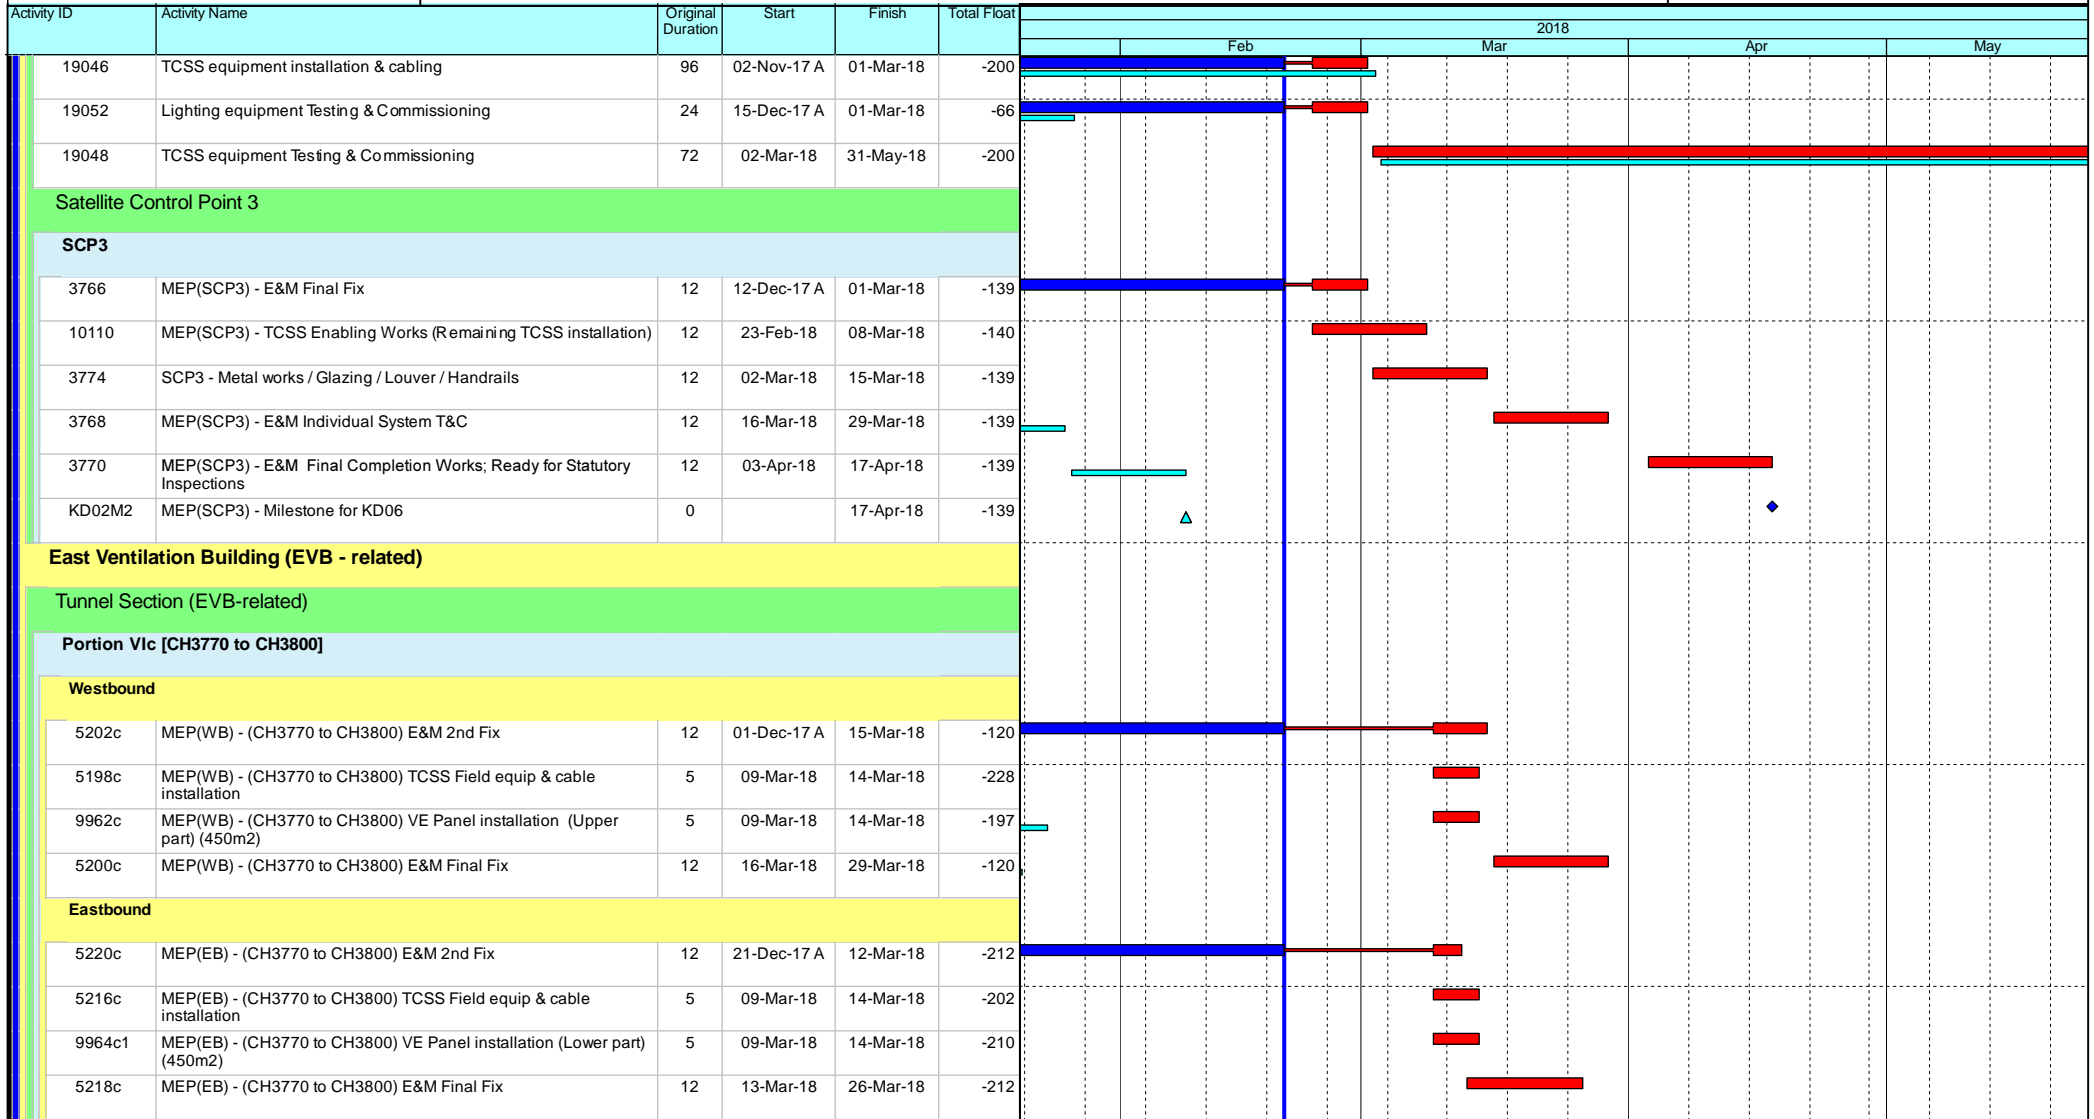 Activity ID Activity Name Original Duration Start Finish Total Float
2018
Feb Mar Apr May
19046 TCSS equipment installation & cabling 96 02-Nov-17 A 01-Mar-18 -200
19052 Lighting equipment Testing & Commissioning 24 15-Dec-17 A 01-Mar-18 -66
19048 TCSS equipment Testing & Commissioning 72 02-Mar-18 31-May-18 -200
Satellite Control Point 3
SCP3
3766 MEP(SCP3) - E&M Final Fix 12 12-Dec-17 A 01-Mar-18 -139
10110 MEP(SCP3) - TCSS Enabling Works (Remaining TCSS installation) 12 23-Feb-18 08-Mar-18 -140
3774 SCP3 - Metal works / Glazing / Louver / Handrails 12 02-Mar-18 15-Mar-18 -139
3768 MEP(SCP3) - E&M Individual System T&C 12 16-Mar-18 29-Mar-18 -139
3770 MEP(SCP3) - E&M Final Completion Works; Ready for Statutory 12 03-Apr-18 17-Apr-18 -139
Inspections
KD02M2 MEP(SCP3) - Milestone for KD06 0 17-Apr-18 -139
East Ventilation Building (EVB - related)
Tunnel Section (EVB-related)
Portion VIc [CH3770 to CH3800]
Westbound
5202c MEP(WB) - (CH3770 to CH3800) E&M 2nd Fix 12 01-Dec-17 A 15-Mar-18 -120
5198c MEP(WB) - (CH3770 to CH3800) TCSS Field equip & cable 5 09-Mar-18 14-Mar-18 -228
installation
9962c MEP(WB) - (CH3770 to CH3800) VE Panel installation (Upper 5 09-Mar-18 14-Mar-18 -197
part) (450m2)
5200c MEP(WB) - (CH3770 to CH3800) E&M Final Fix 12 16-Mar-18 29-Mar-18 -120
Eastbound
5220c MEP(EB) - (CH3770 to CH3800) E&M 2nd Fix 12 21-Dec-17 A 12-Mar-18 -212
5216c MEP(EB) - (CH3770 to CH3800) TCSS Field equip & cable 5 09-Mar-18 14-Mar-18 -202
installation
9964c1 MEP(EB) - (CH3770 to CH3800) VE Panel installation (Lower part) 5 09-Mar-18 14-Mar-18 -210
(450m2)
5218c MEP(EB) - (CH3770 to CH3800) E&M Final Fix 12 13-Mar-18 26-Mar-18 -212